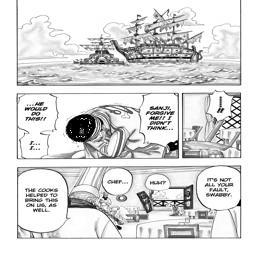 SANJI,
FORGIVE
ME!! I
DIDN'T
THINK...
...HE
WOULD
DO
THIS!!
I...
I...
IT'S NOT
ALL YOUR
FAULT,
SWABBY.
HUH?
CHEF...
THE COOKS
HELPED TO
BRING THIS
ON US, AS
WELL.